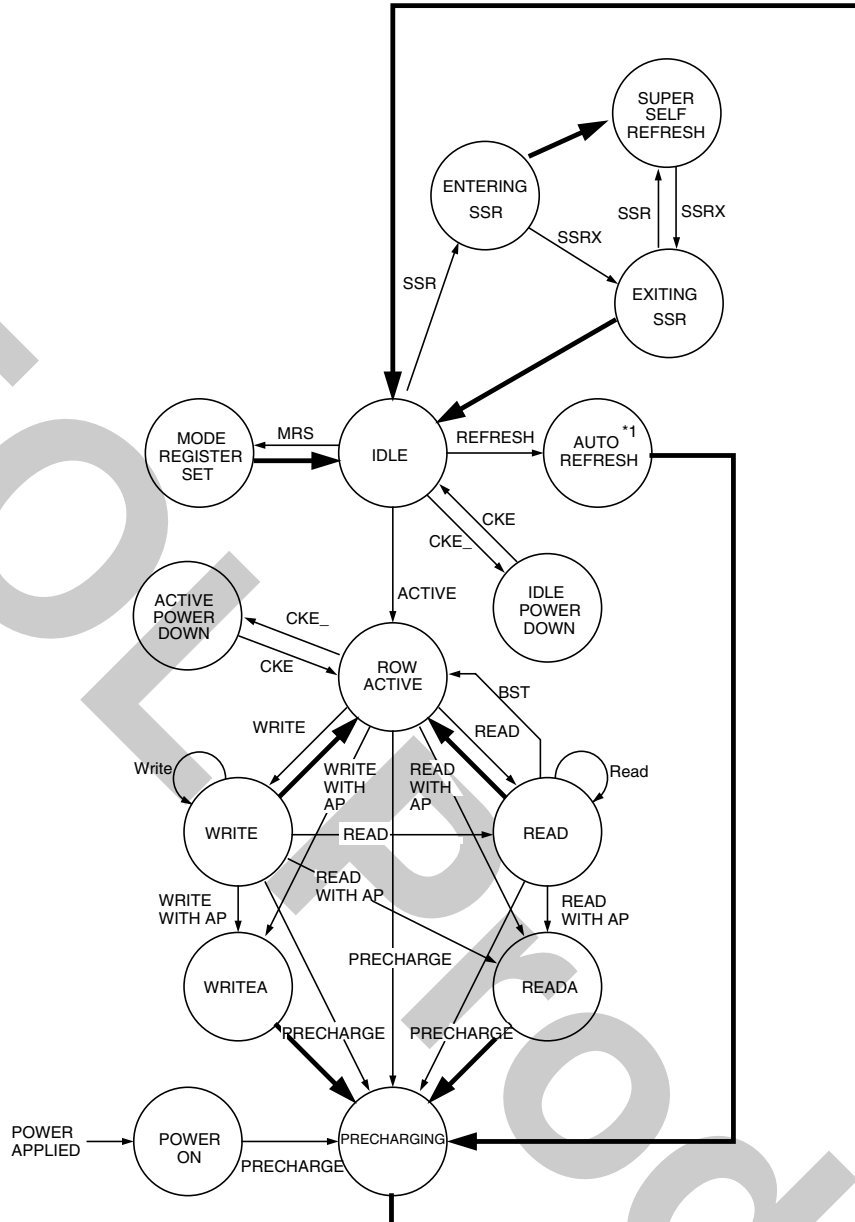 SUPER
SELF
REFRESH
ENTERING
SSR
SSR
SSRX
SSRX
EXITING
SSR
SSR
MODE
REGISTER
SET
MRS
IDLE
REFRESH
AUTO *1
REFRESH
CKE
CKE_
IDLE
POWER
DOWN
ACTIVE
ACTIVE
POWER
DOWN
CKE_
CKE
ROW
ACTIVE
BST
WRITE
READ
Write
WRITE
WITH
AP
READ
WITH
AP
Read
WRITE
READ
READ
READ
WITH AP
WRITE
WITH AP
READ
WITH AP
WRITEA
PRECHARGE
READA
PRECHARGE
PRECHARGE
POWER
APPLIED
POWER
ON
PRECHARGE
PRECHARGING